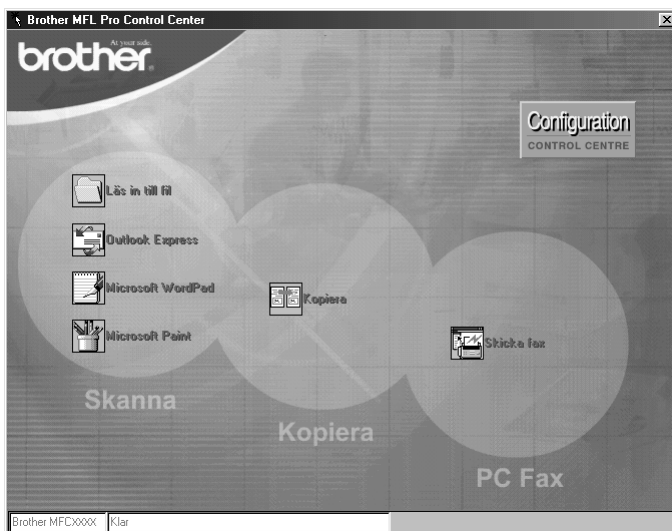 Brother MFL Pro Control Center
At your side.
brother
Configuration
CONTROL CENTRE
Läs in till fil
Outlook Express
Microsoft WordPad
Microsoft Paint
Skanna
Kopiera
Kopiera
Skicka fax
PC Fax
Brother MFCXXXX
Klar